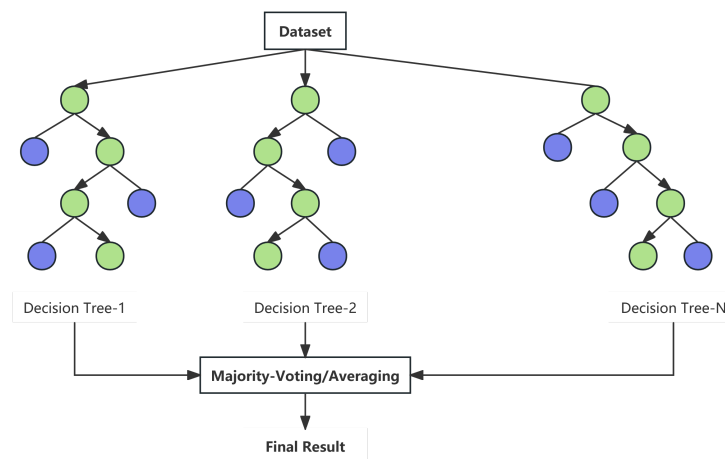 Dataset
Decision Tree-1
Decision Tree-2
Decision Tree-N
Majority-Voting/Averaging
Final Result